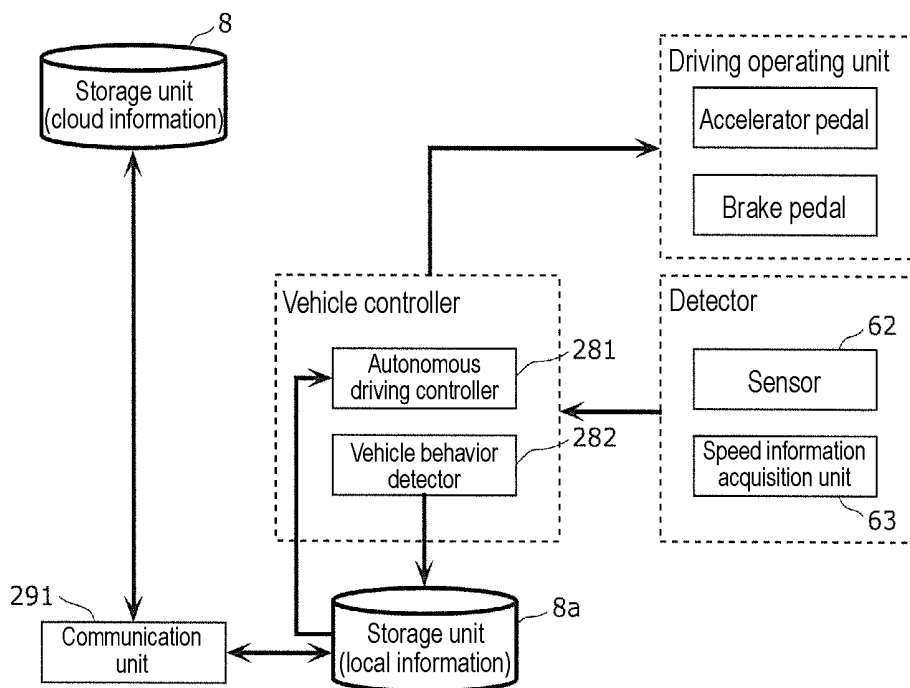 8
Storage unit
(cloud information)
Driving operating unit
Accelerator pedal
Brake pedal
Vehicle controller
Autonomous
driving controller
281
Vehicle behavior
detector
282
Detector
62
Sensor
Speed information
acquisition unit
63
291
Communication
unit
8a
Storage unit
(local information)